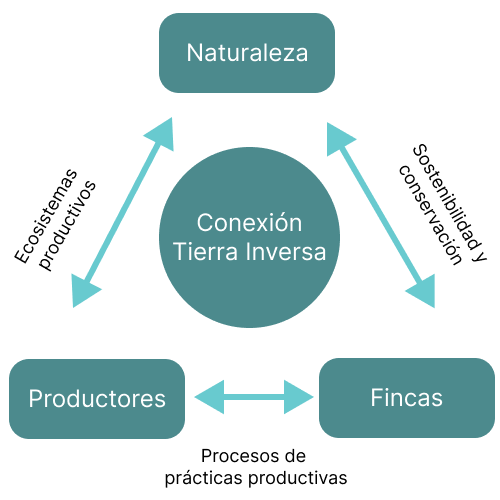 Naturaleza
Ecosistemas
productivos
Sostenibilidad y
conservación
Conexión
Tierra Inversa
Productores
Fincas
Procesos de
prácticas productivas